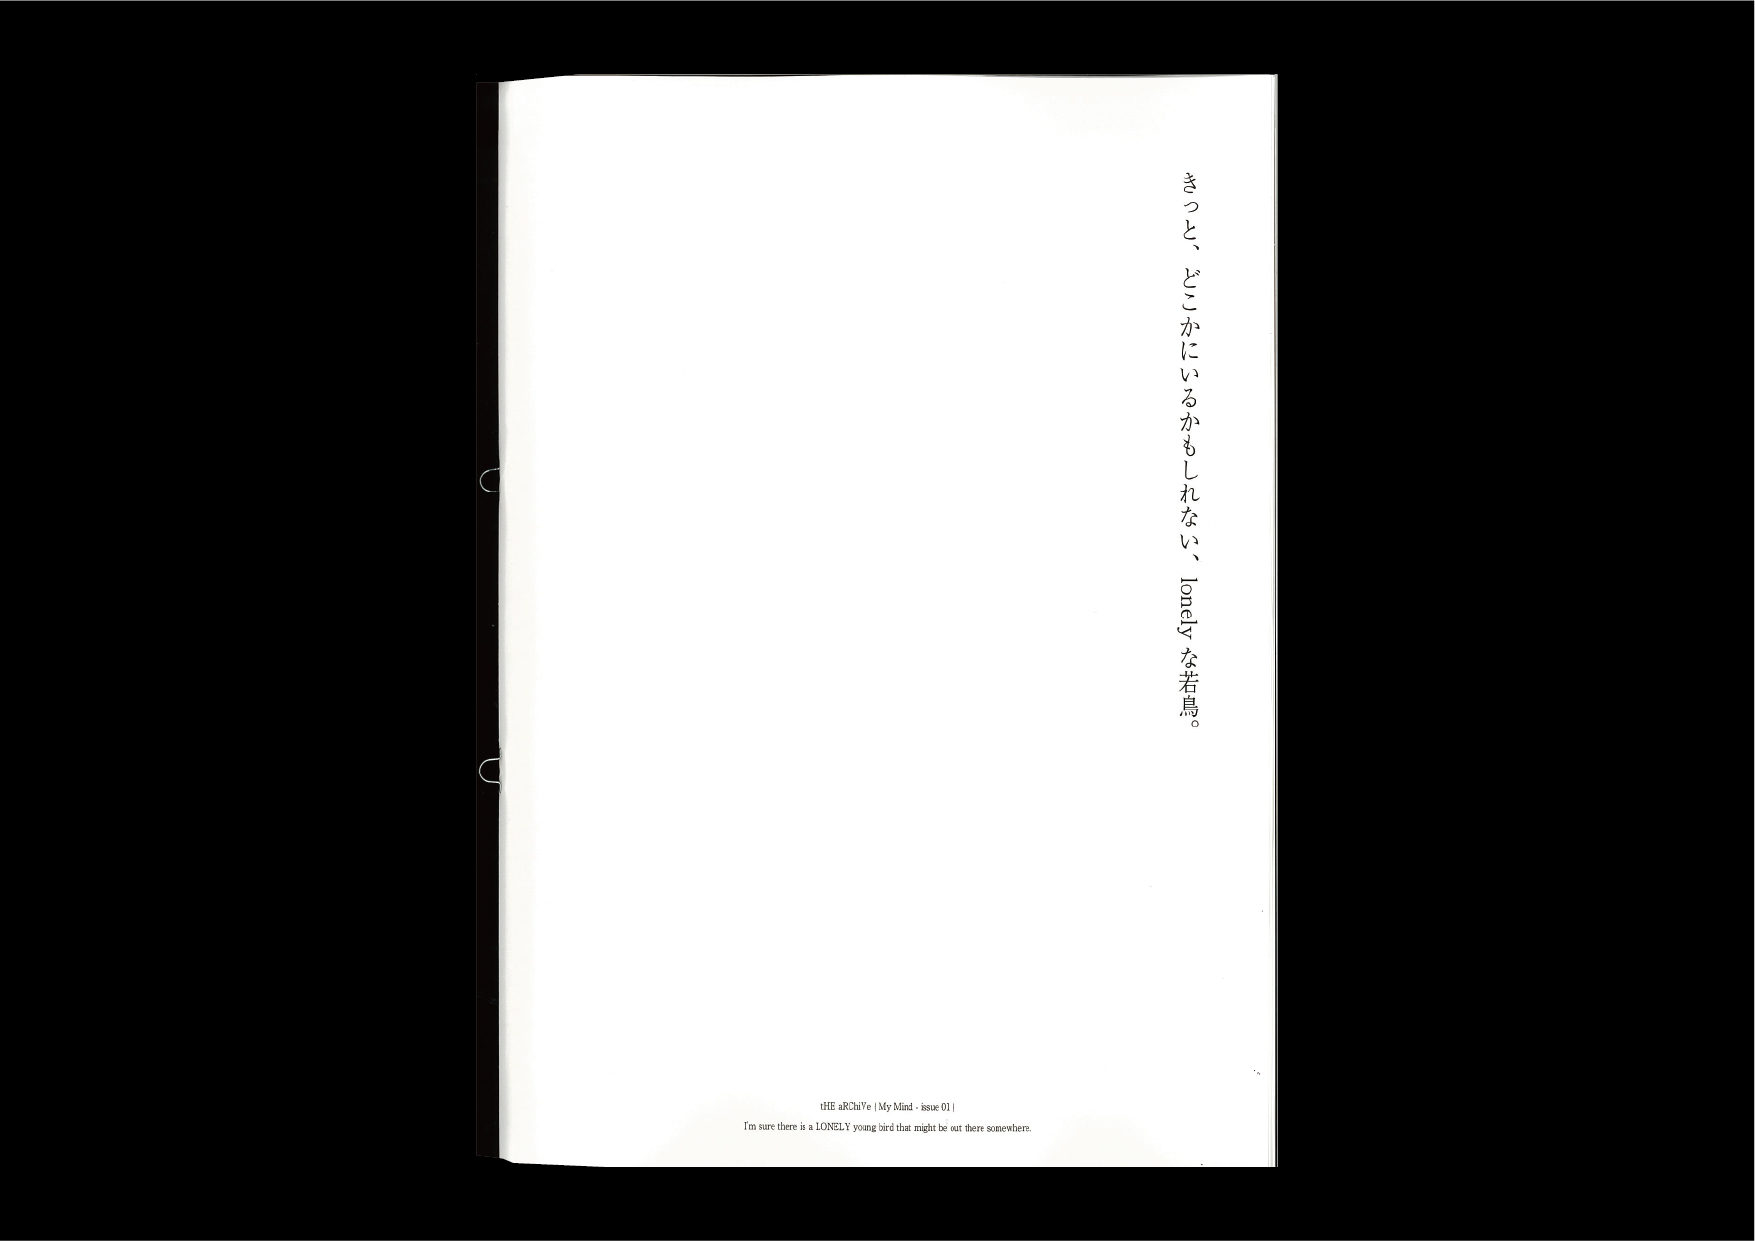 きっと、どこかにいるかもしれない、lonely な若鳥。
tHE aRChiVe | My Mind - issue 01 |
I'm sure there is a LONELY young bird that might be out there somewhere.